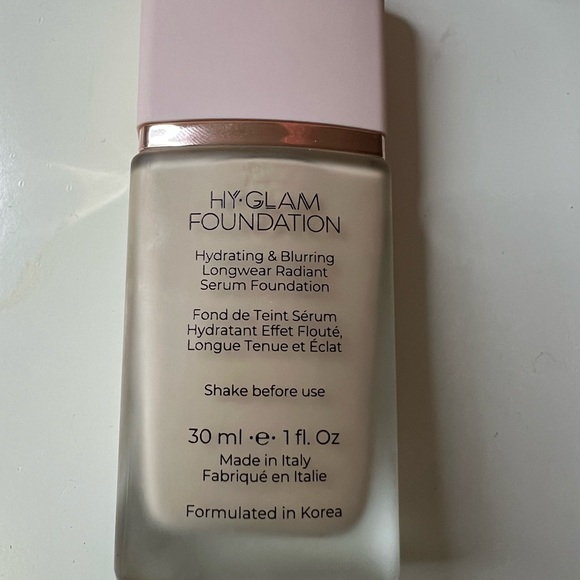 HY·GLAM
FOUNDATION
Hydrating & Blurring
Longwear Radiant
Serum Foundation
Fond de Teint Sérum
Hydratant Effet Flouté,
Longue Tenue et Éclat
Shake before use
30 ml ·e· 1 fl. Oz
Made in Italy
Fabriqué en Italie
Formulated in Korea